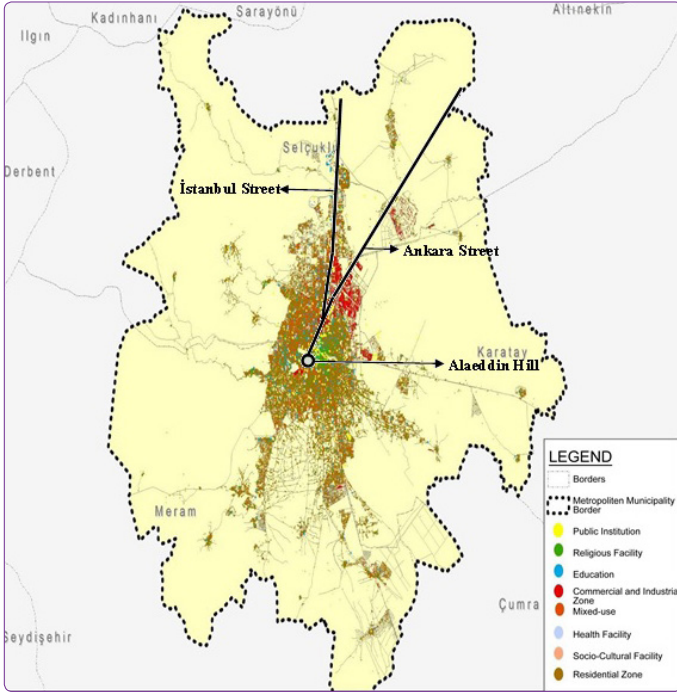 Altınekin
Sarayönü
Kadınhanı
Ilgın
Selçuklu
Derbent
İstanbul Street
Ankara Street
Karatay
Alaeddin Hill
LEGEND
Borders
Metropoliten Municipality
Border
Public Institution
Religious Facility
Education
Commercial and Industrial
Zone
Mixed-use
Health Facility
Socio-Cultural Facility
Residential Zone
Meram
Çumra
Seydişehir